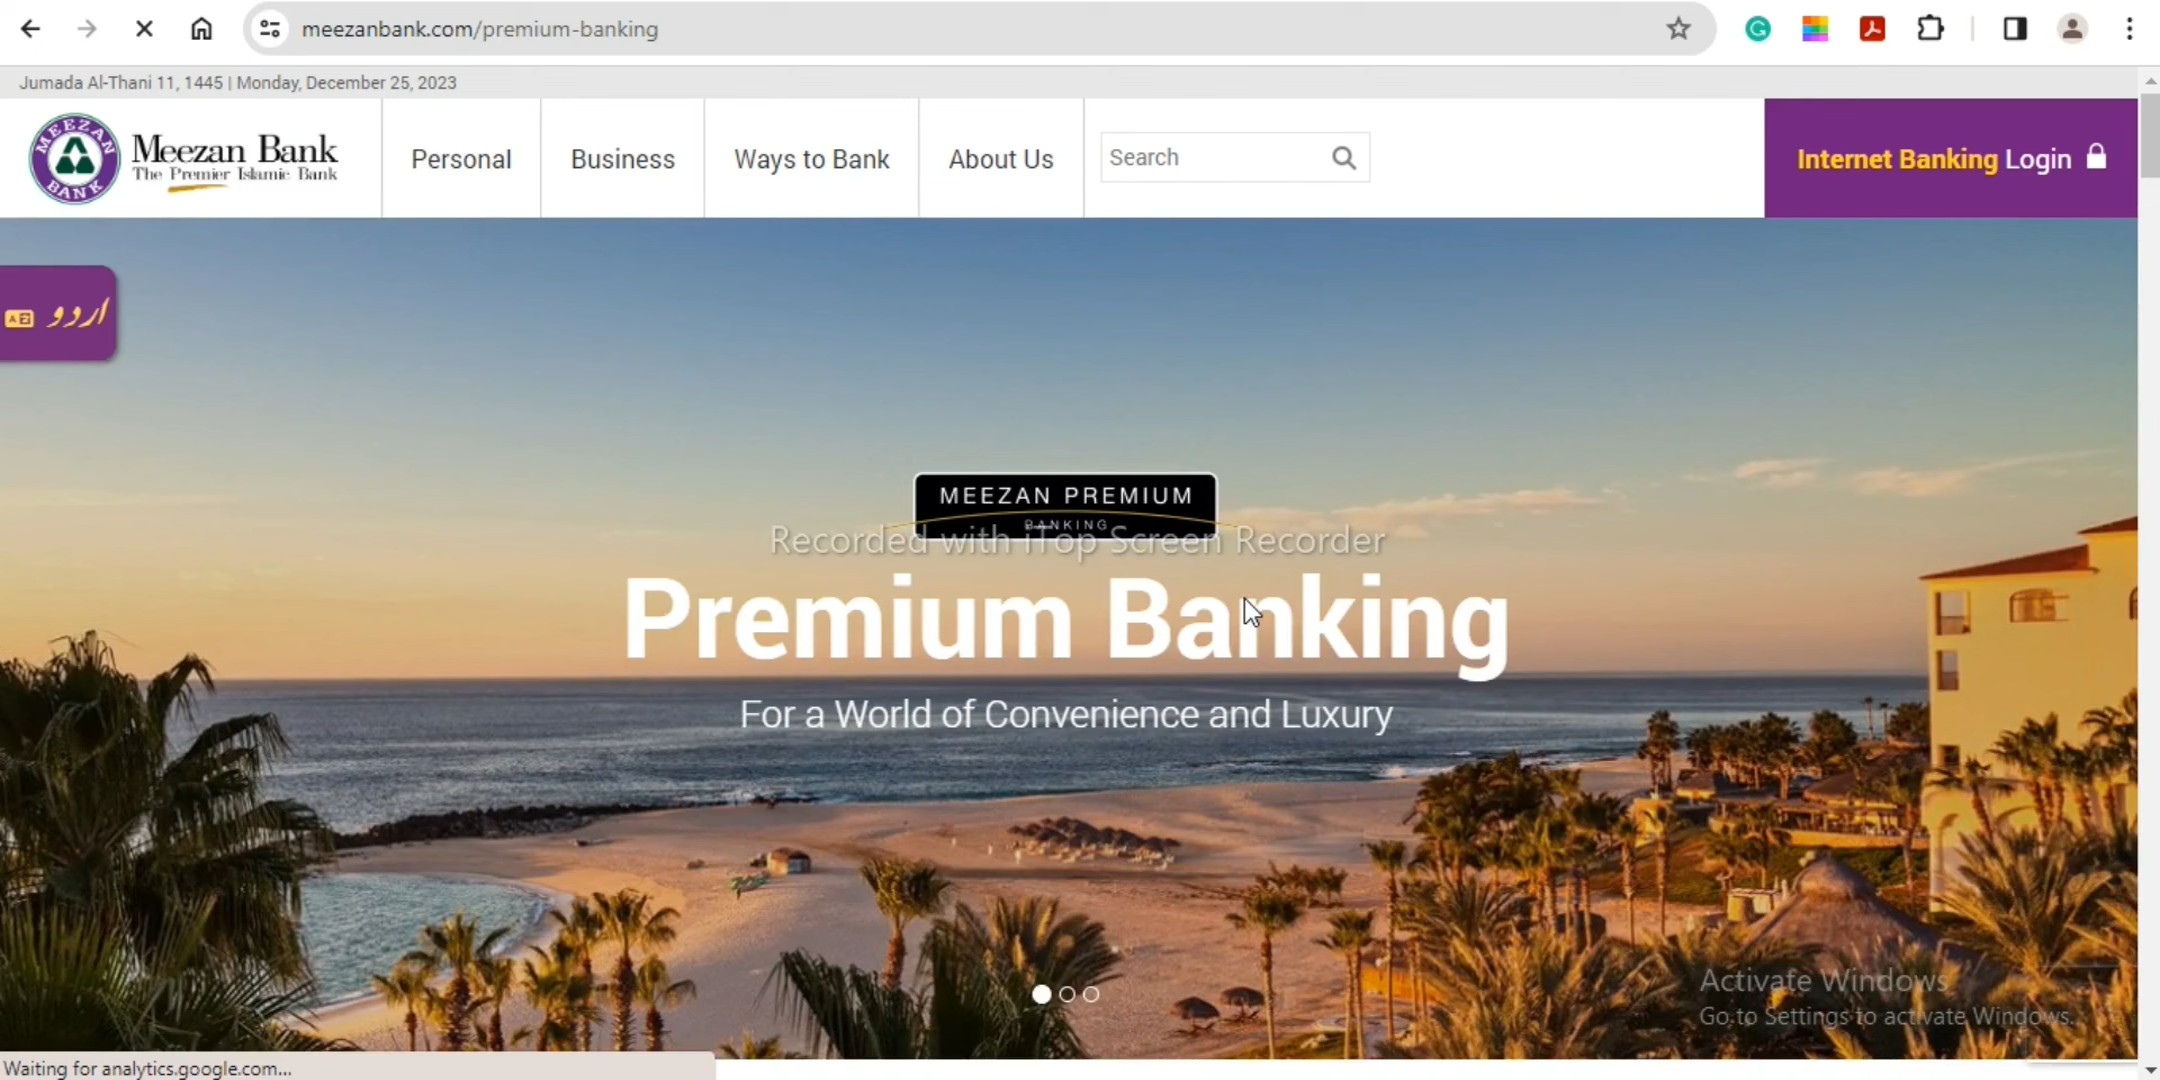 meezanbank.com/premium-banking
Jumada Al-Thani 11, 1445 | Monday, December 25, 2023
MEEZAN BANK
Meezan Bank
The Premier Islamic Bank
Personal
Business
Ways to Bank
About Us
Search
Internet Banking Login
اردو
MEEZAN PREMIUM
BANKING
Recorded with iTop Screen Recorder
Premium Banking
For a World of Convenience and Luxury
Activate Windows
Go to Settings to activate Windows.
Waiting for analytics.google.com...